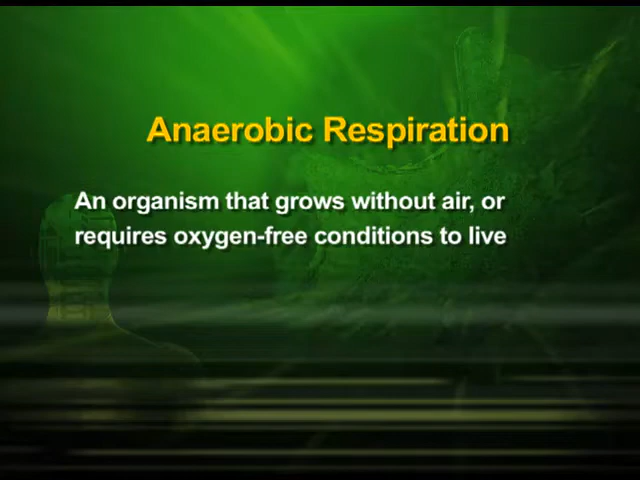 Anaerobic Respiration
An organism that grows without air, or
requires oxygen-free conditions to live